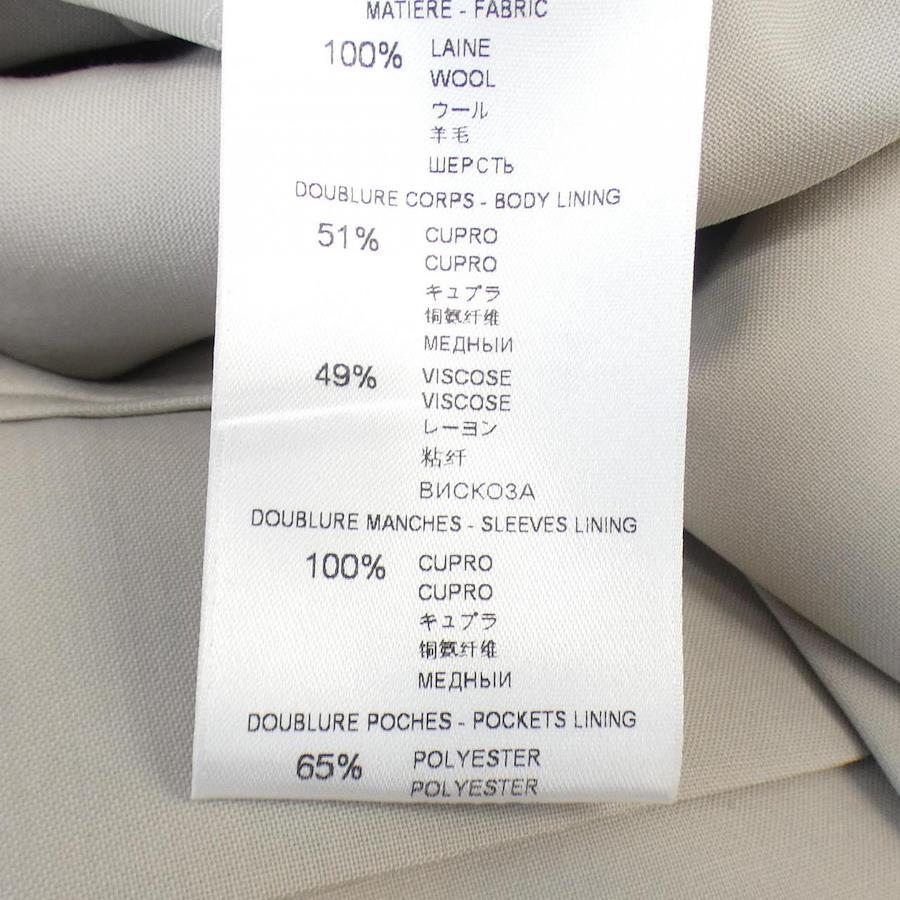 MATIERE - FABRIC
100% LAINE
WOOL
ウール
羊毛
ШЕРСТЬ
DOUBLURE CORPS - BODY LINING
51% CUPRO
CUPRO
キュプラ
铜氨纤维
МЕДНЫЙ
49% VISCOSE
VISCOSE
レーヨン
粘纤
ВИСКОЗА
DOUBLURE MANCHES - SLEEVES LINING
100% CUPRO
CUPRO
キュプラ
铜氨纤维
МЕДНЫЙ
DOUBLURE POCHES - POCKETS LINING
65% POLYESTER
POLYESTER